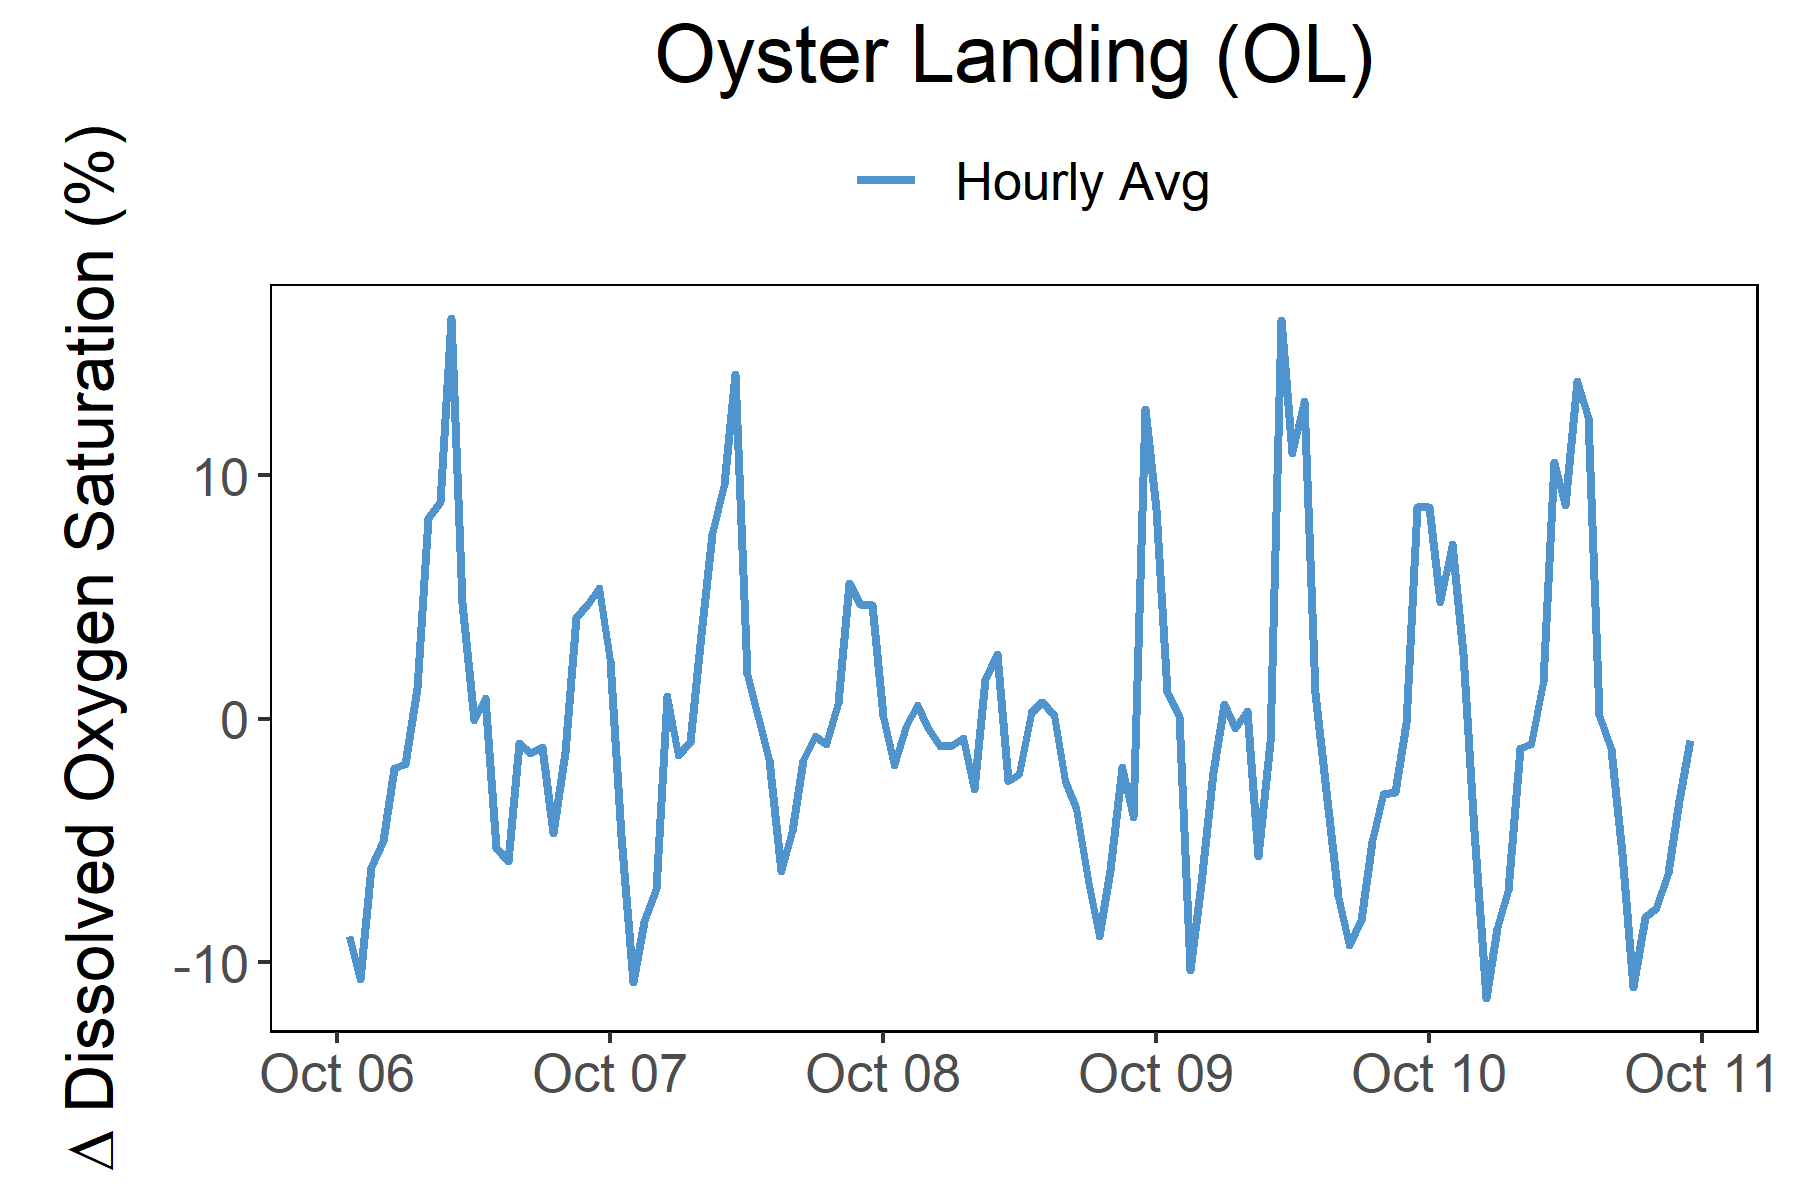 Oyster Landing (OL)
Hourly Avg
Δ Dissolved Oxygen Saturation (%)
10
0
-10
Oct 06
Oct 07
Oct 08
Oct 09
Oct 10
Oct 11